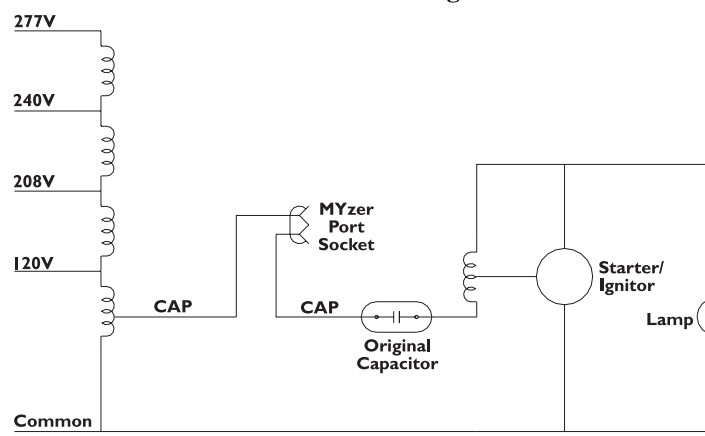 277V
240V
208V
120V
Common
CAP
MYzer
Port
Socket
CAP
Original
Capacitor
Starter/
Ignitor
Lamp